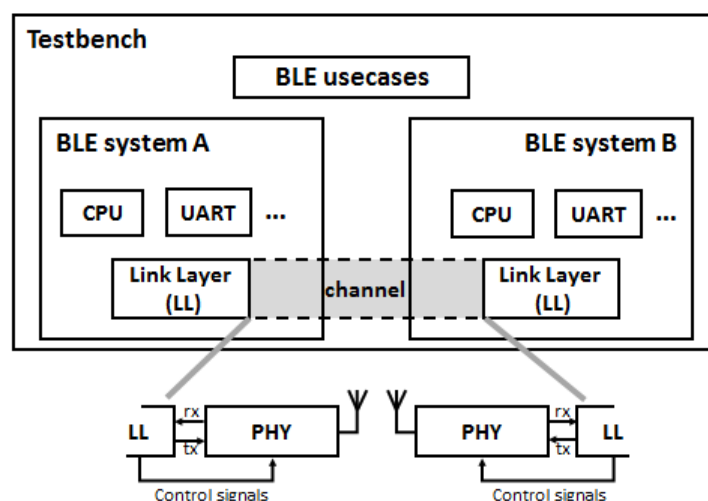 Testbench
BLE usecases
BLE system A
BLE system B
CPU
UART
...
CPU
UART
...
Link Layer
(LL)
channel
Link Layer
(LL)
LL
rx
tx
PHY
PHY
rx
tx
LL
Control signals
Control signals